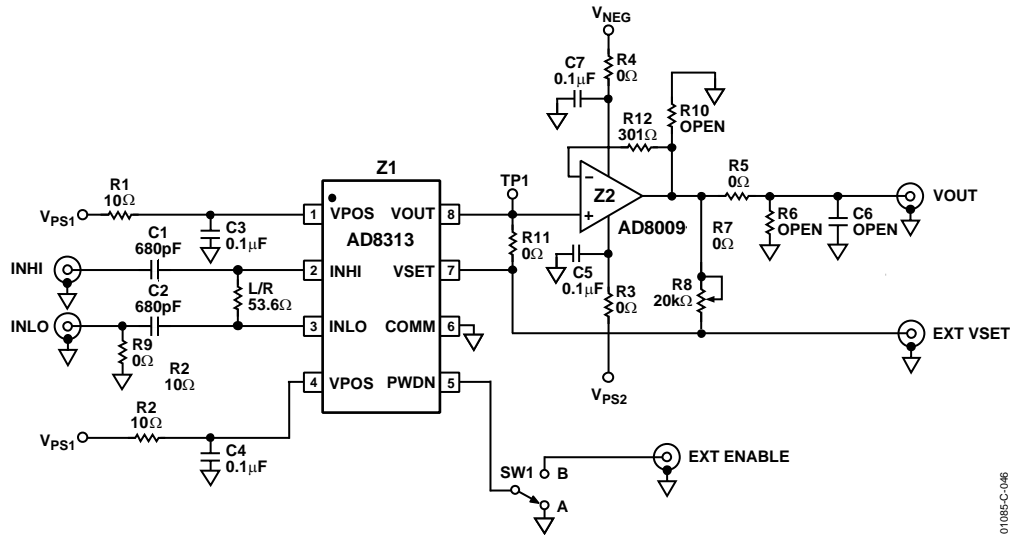 VNEG
C7
0.1µF
R4
0Ω
R12
301Ω
R10
OPEN
Z1
R1
10Ω
VPS1
C3
0.1µF
1 VPOS VOUT 8
AD8313
TP1
Z2
AD8009
R5
0Ω
VOUT
R6
OPEN
C6
OPEN
R7
0Ω
C1
680pF
INHI
2 INHI VSET 7
R11
0Ω
C5
0.1µF
L/R
53.6Ω
C2
680pF
R3
0Ω
R8
20kΩ
INLO
3 INLO COMM 6
EXT VSET
R9
0Ω
R2
10Ω
4 VPOS PWDN 5
VPS2
R2
10Ω
VPS1
C4
0.1µF
EXT ENABLE
SW1
B
A
01085-C-046